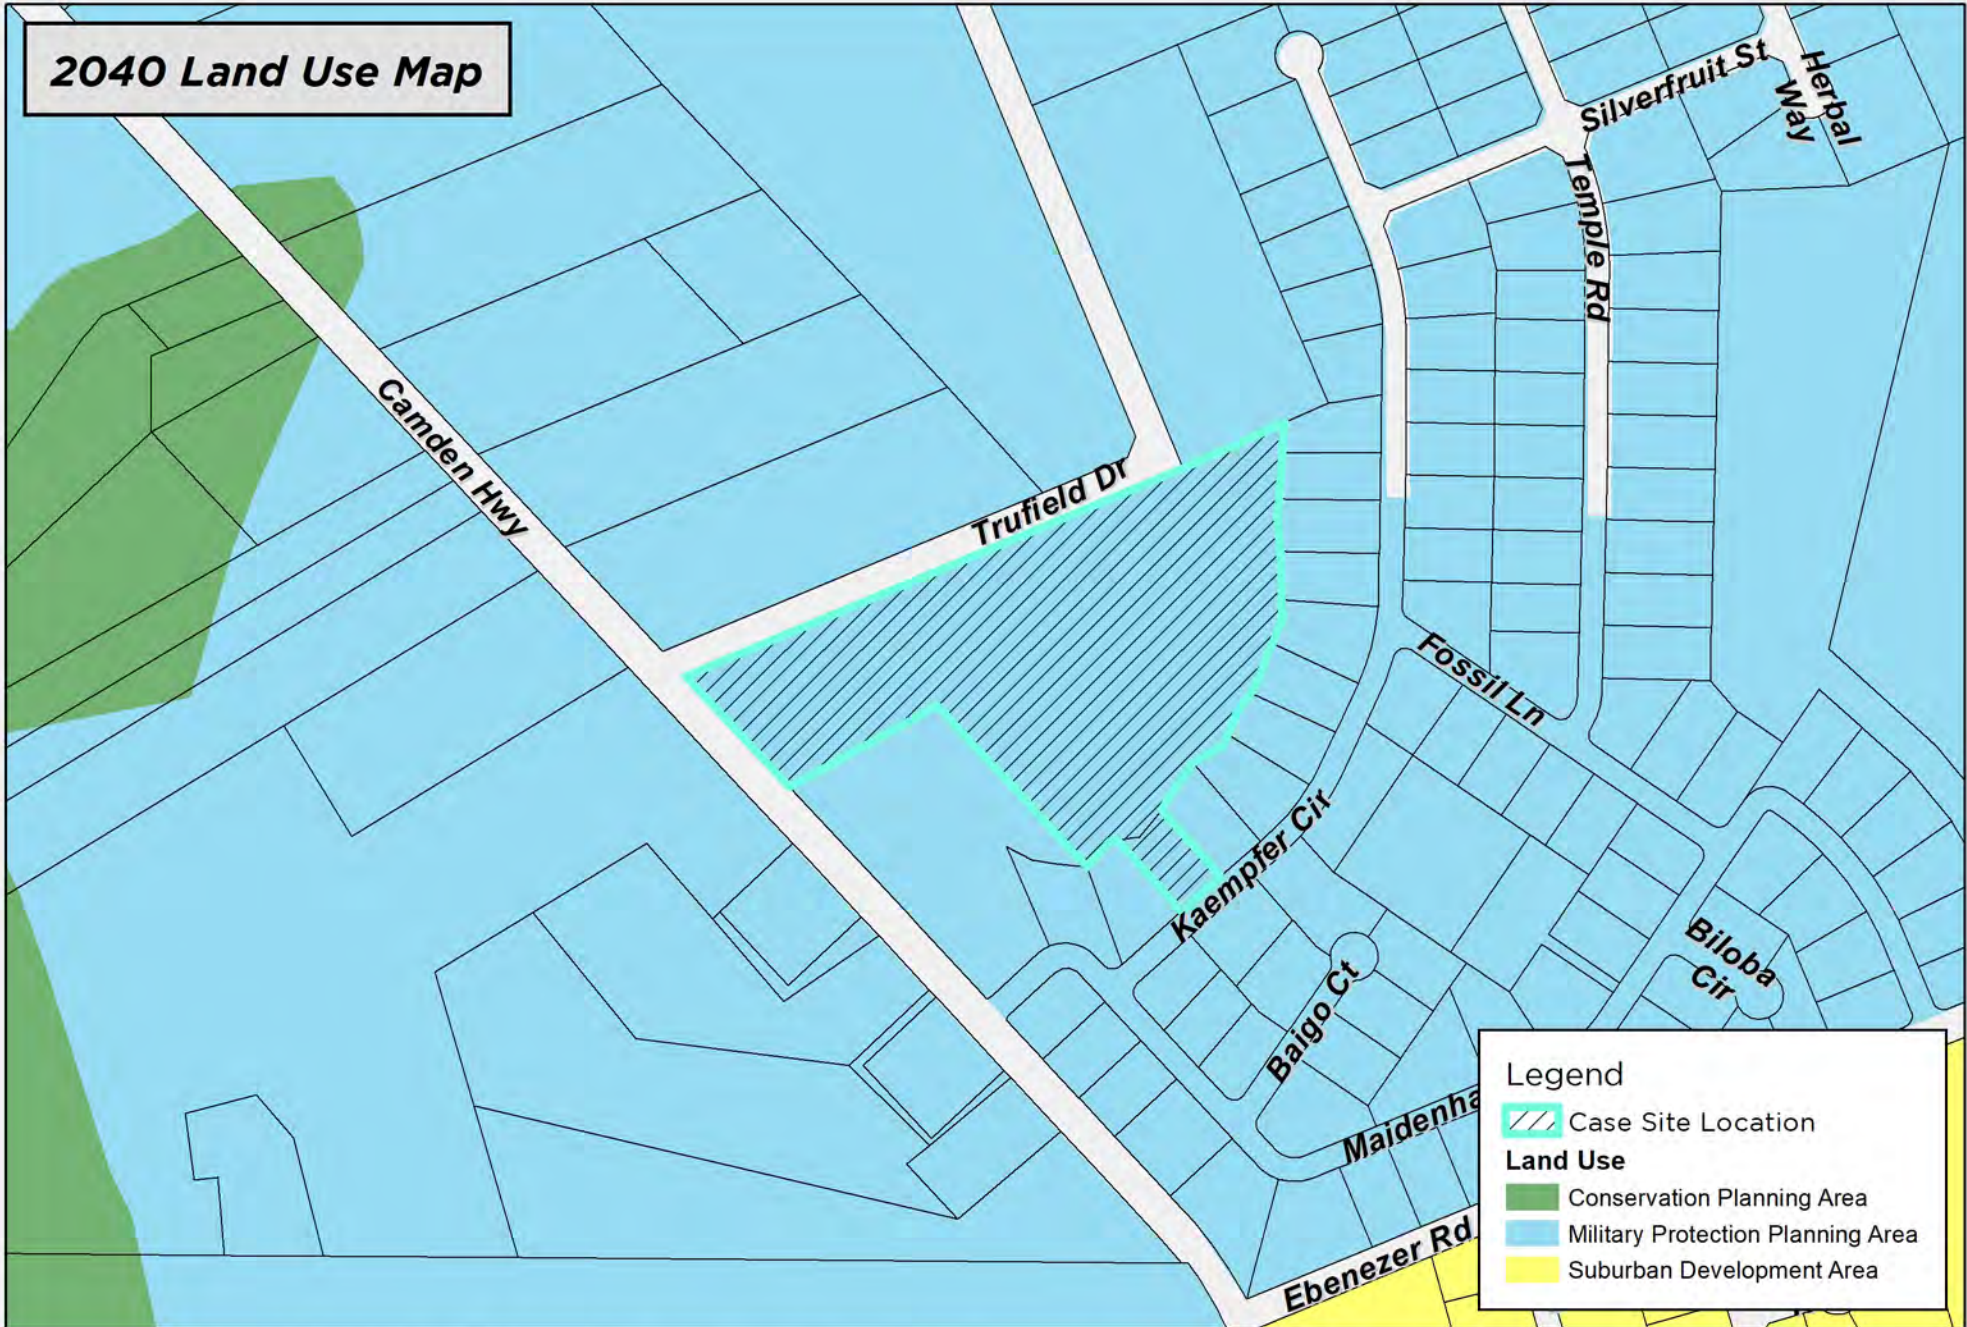 2040 Land Use Map
Silverfruit St
Herbal
Way
Temple Rd
Camden Hwy
Trufield Dr
Fossil Ln
Kaempfer Cir
Biloba
Cir
Baigo Ct
Maidenha
Ebenezer Rd
Legend
Case Site Location
Land Use
Conservation Planning Area
Military Protection Planning Area
Suburban Development Area